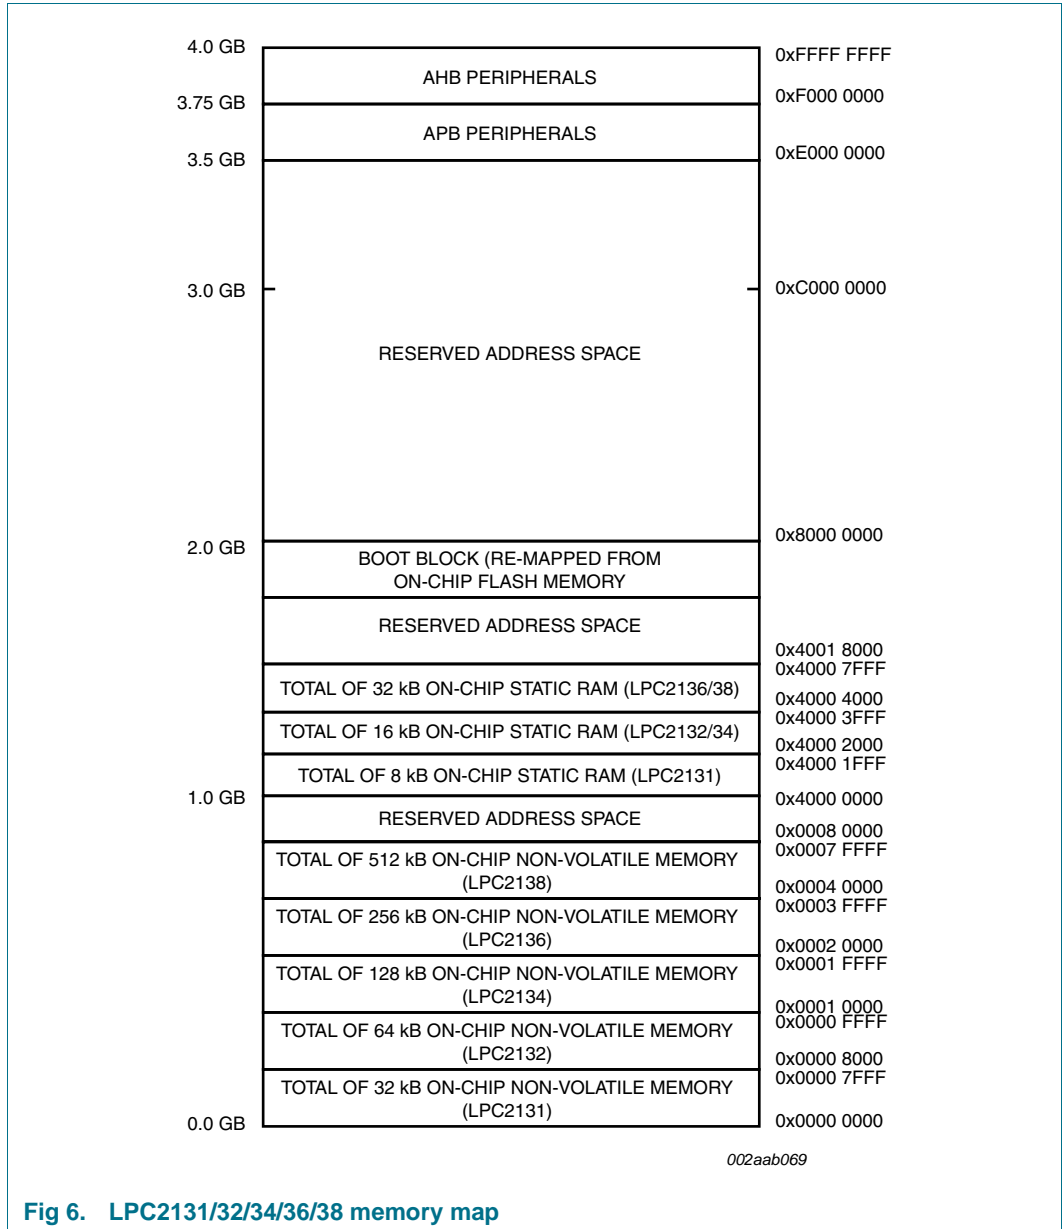 4.0 GB
0xFFFF FFFF
AHB PERIPHERALS
3.75 GB
0xF000 0000
APB PERIPHERALS
3.5 GB
0xE000 0000
3.0 GB
0xC000 0000
RESERVED ADDRESS SPACE
2.0 GB
0x8000 0000
BOOT BLOCK (RE-MAPPED FROM
ON-CHIP FLASH MEMORY
RESERVED ADDRESS SPACE
0x4001 8000
0x4000 7FFF
TOTAL OF 32 kB ON-CHIP STATIC RAM (LPC2136/38)
0x4000 4000
0x4000 3FFF
TOTAL OF 16 kB ON-CHIP STATIC RAM (LPC2132/34)
0x4000 2000
0x4000 1FFF
TOTAL OF 8 kB ON-CHIP STATIC RAM (LPC2131)
1.0 GB
0x4000 0000
RESERVED ADDRESS SPACE
0x0008 0000
0x0007 FFFF
TOTAL OF 512 kB ON-CHIP NON-VOLATILE MEMORY
(LPC2138)
0x0004 0000
0x0003 FFFF
TOTAL OF 256 kB ON-CHIP NON-VOLATILE MEMORY
(LPC2136)
0x0002 0000
0x0001 FFFF
TOTAL OF 128 kB ON-CHIP NON-VOLATILE MEMORY
(LPC2134)
0x0001 0000
0x0000 FFFF
TOTAL OF 64 kB ON-CHIP NON-VOLATILE MEMORY
(LPC2132)
0x0000 8000
0x0000 7FFF
TOTAL OF 32 kB ON-CHIP NON-VOLATILE MEMORY
(LPC2131)
0.0 GB
0x0000 0000
002aab069
Fig 6. LPC2131/32/34/36/38 memory map